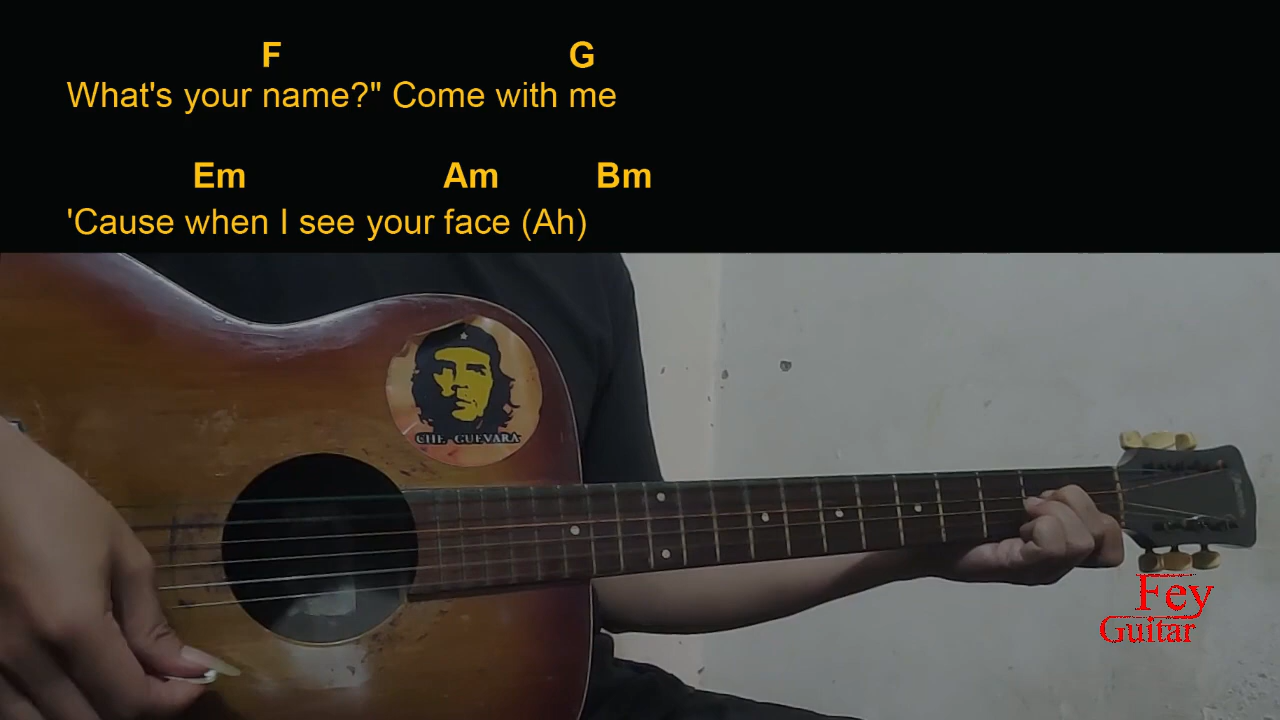 F G
What's your name?" Come with me
Em Am Bm
'Cause when I see your face (Ah)
CHE GUEVARA
Fey
Guitar